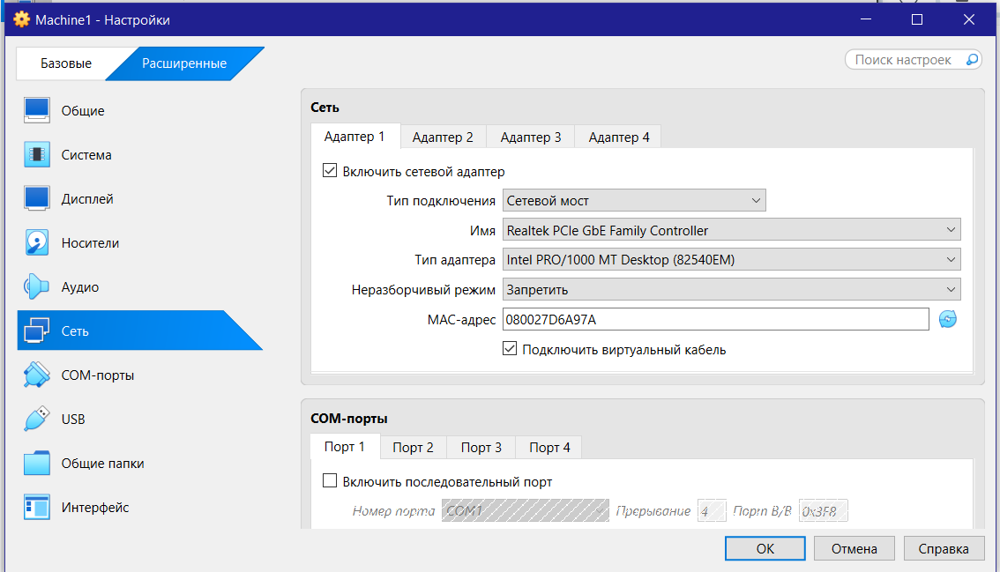 Machine1 - Настройки
Базовые
Расширенные
Поиск настроек
Общие
Система
Дисплей
Носители
Аудио
Сеть
COM-порты
USB
Общие папки
Интерфейс
Сеть
Адаптер 1 Адаптер 2 Адаптер 3 Адаптер 4
Включить сетевой адаптер
Тип подключения Сетевой мост
Имя Realtek PCIe GbE Family Controller
Тип адаптера Intel PRO/1000 MT Desktop (82540EM)
Неразборчивый режим Запретить
MAC-адрес 080027D6A97A
Подключить виртуальный кабель
COM-порты
Порт 1 Порт 2 Порт 3 Порт 4
Включить последовательный порт
Номер порта COM1 Прерывание 4 Порт В/В 0x3F8
OK Отмена Справка